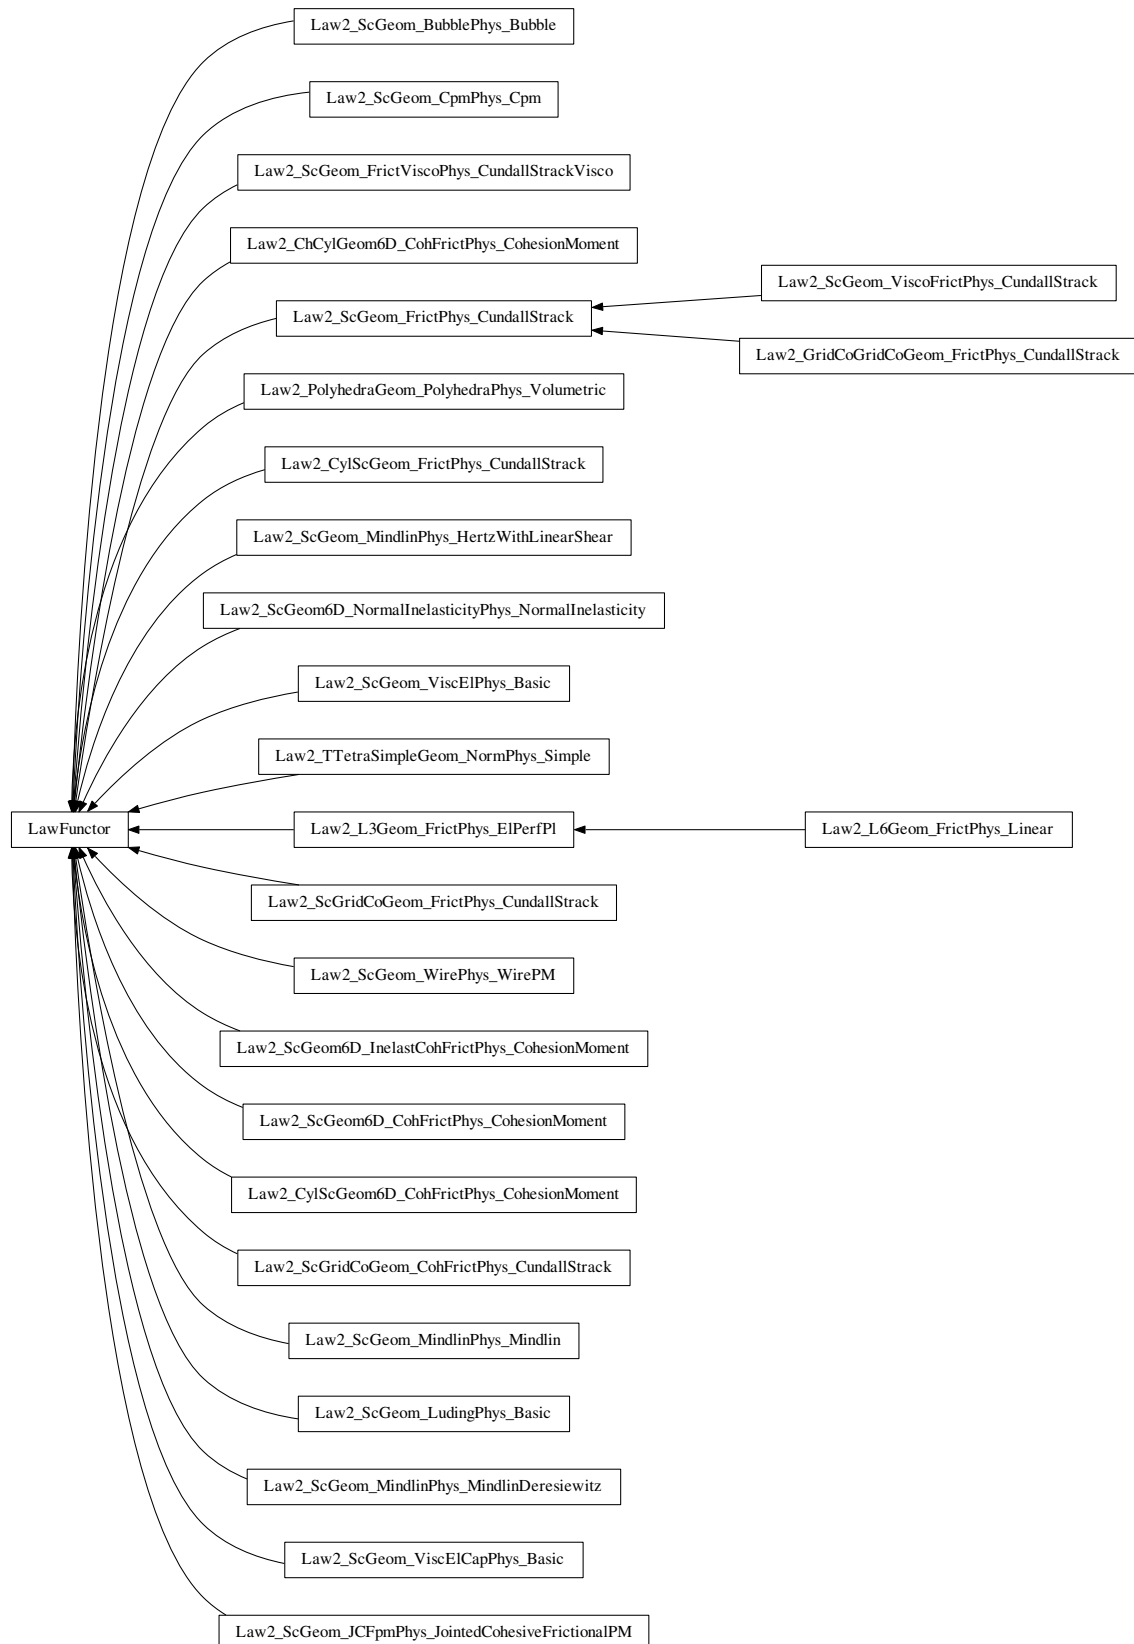 Law2_ScGeom_BubblePhys_Bubble
Law2_ScGeom_CpmPhys_Cpm
Law2_ScGeom_FrictViscoPhys_CundallStrackVisco
Law2_ChCylGeom6D_CohFrictPhys_CohesionMoment
Law2_ScGeom_ViscoFrictPhys_CundallStrack
Law2_ScGeom_FrictPhys_CundallStrack
Law2_GridCoGridCoGeom_FrictPhys_CundallStrack
Law2_PolyhedraGeom_PolyhedraPhys_Volumetric
Law2_CylScGeom_FrictPhys_CundallStrack
Law2_ScGeom_MindlinPhys_HertzWithLinearShear
Law2_ScGeom6D_NormalInelasticityPhys_NormalInelasticity
Law2_ScGeom_ViscElPhys_Basic
Law2_TTetraSimpleGeom_NormPhys_Simple
LawFunctor
Law2_L3Geom_FrictPhys_ElPerfPl
Law2_L6Geom_FrictPhys_Linear
Law2_ScGridCoGeom_FrictPhys_CundallStrack
Law2_ScGeom_WirePhys_WirePM
Law2_ScGeom6D_InelastCohFrictPhys_CohesionMoment
Law2_ScGeom6D_CohFrictPhys_CohesionMoment
Law2_CylScGeom6D_CohFrictPhys_CohesionMoment
Law2_ScGridCoGeom_CohFrictPhys_CundallStrack
Law2_ScGeom_MindlinPhys_Mindlin
Law2_ScGeom_LudingPhys_Basic
Law2_ScGeom_MindlinPhys_MindlinDeresiewitz
Law2_ScGeom_ViscElCapPhys_Basic
Law2_ScGeom_JCFpmPhys_JointedCohesiveFrictionalPM